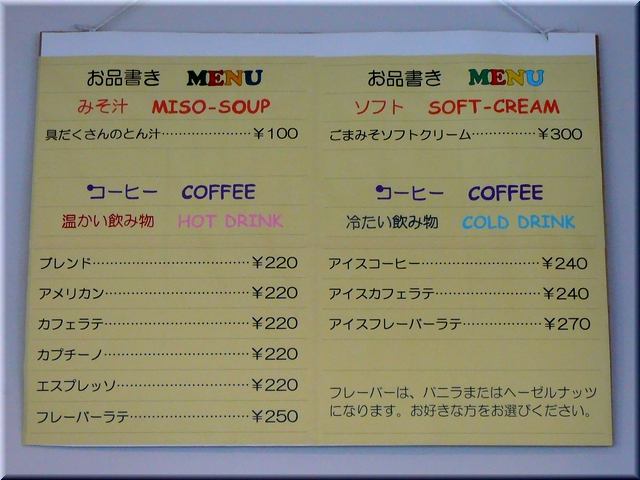 お品書き MENU
みそ汁 MISO-SOUP
具だくさんのとん汁……………………¥100
コーヒー COFFEE
温かい飲み物 HOT DRINK
ブレンド……………………………¥220
アメリカン…………………………¥220
カフェラテ…………………………¥220
カプチーノ…………………………¥220
エスプレッソ………………………¥220
フレーバーラテ……………………¥250
お品書き MENU
ソフト SOFT-CREAM
ごまみそソフトクリーム……………¥300
コーヒー COFFEE
冷たい飲み物 COLD DRINK
アイスコーヒー……………………¥240
アイスカフェラテ…………………¥240
アイスフレーバーラテ……………¥270
フレーバーは、バニラまたはヘーゼルナッツ
になります。お好きな方をお選びください。